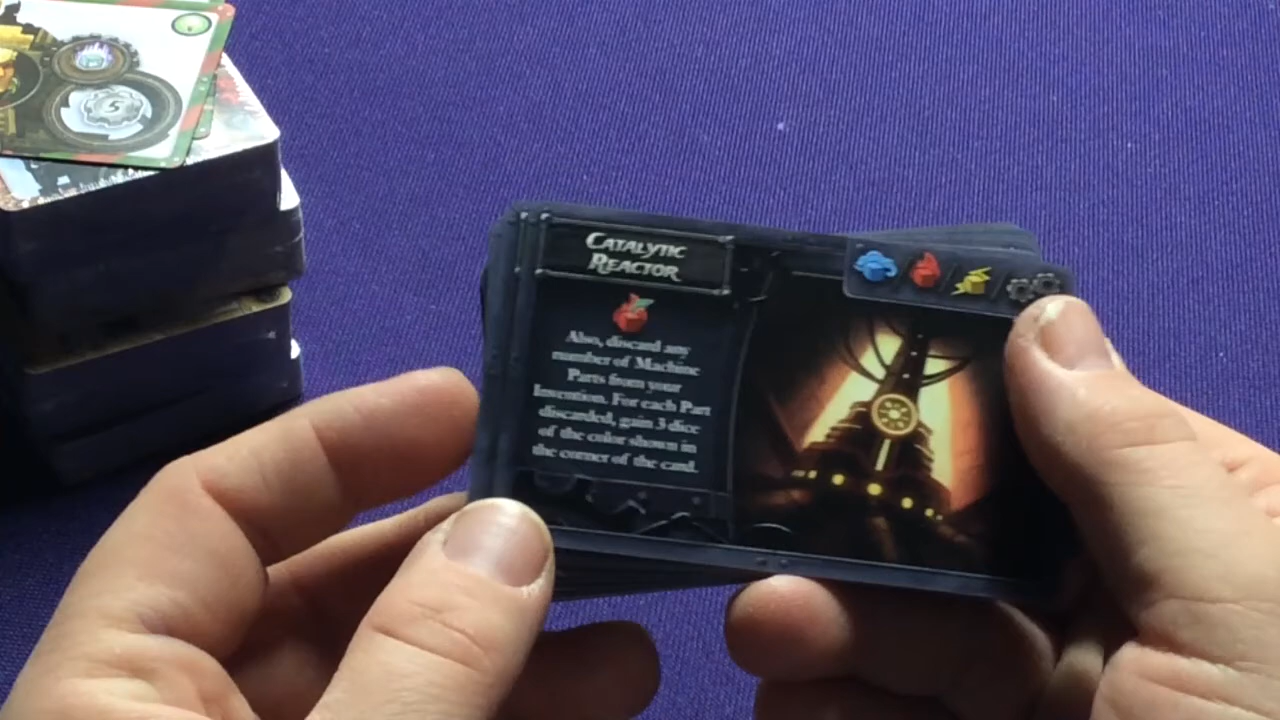 5
CATALYTIC
REACTOR
Also, discard any
number of Machine
Parts from your
Invention. For each Part
discarded, gain 3 dice
of the color shown in
the corner of the card.